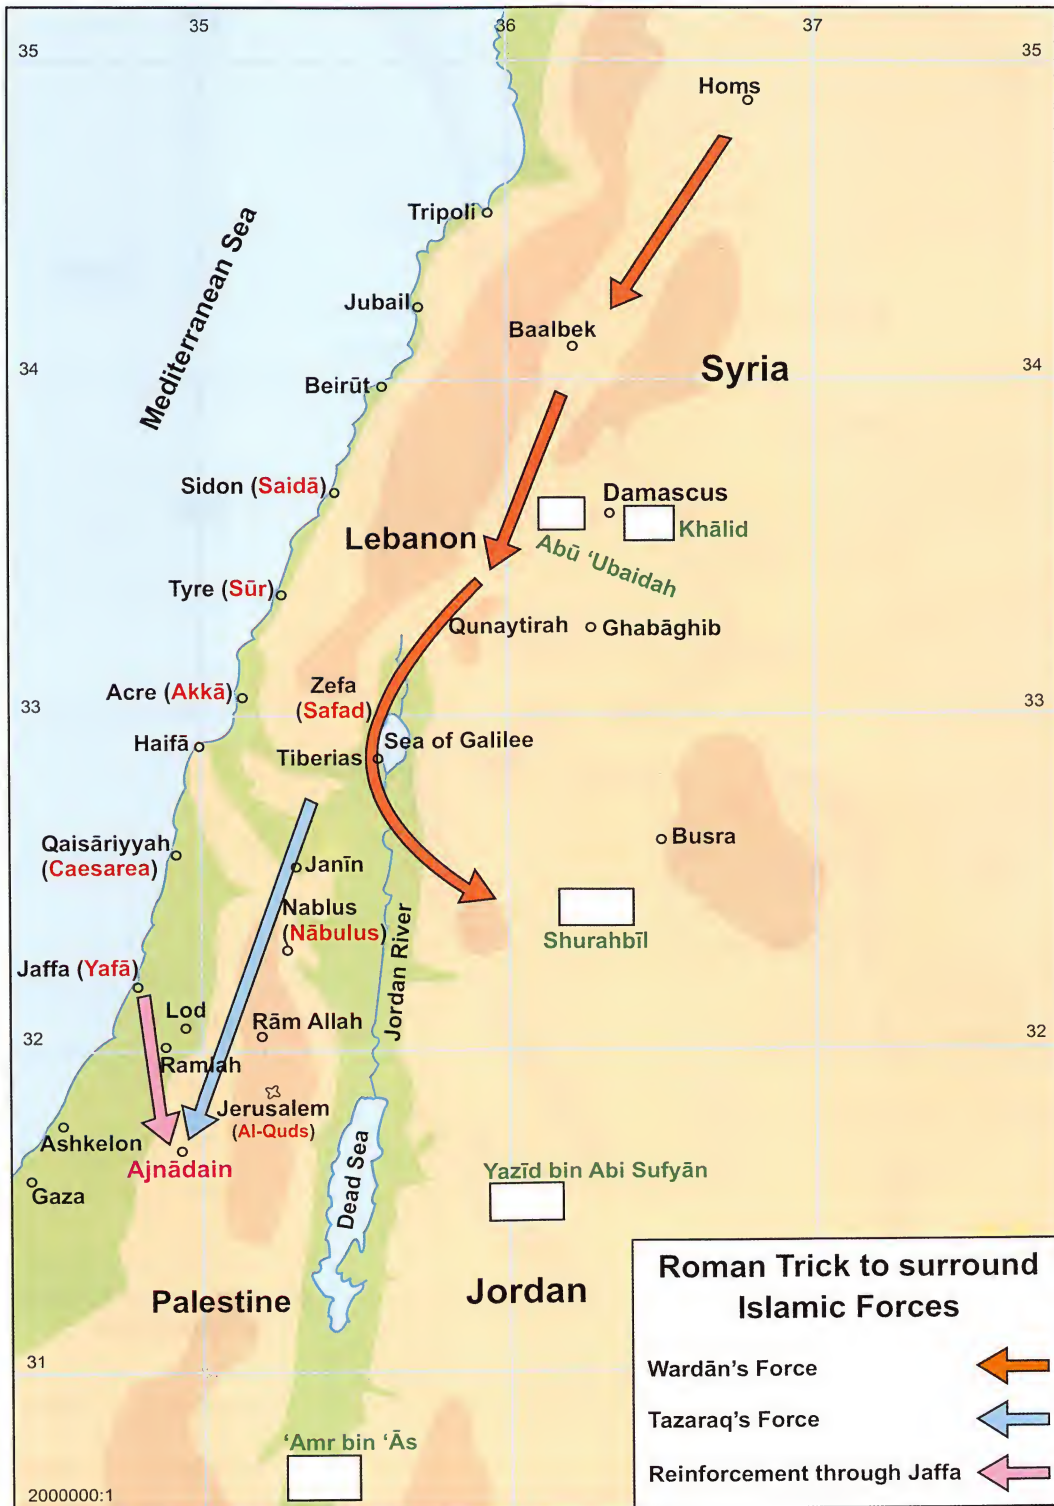 35
36
37
35
35
Homs
Tripoli
Mediterranean Sea
Jubail
Baalbek
Syria
34
34
Beirūt
Sidon (Saidā)
Damascus
Khālid
Lebanon
Abū ‘Ubaidah
Tyre (Sūr)
Qunaytirah
Ghabāghib
Zefa
(Safad)
Acre (Akkā)
33
33
Haifā
Sea of Galilee
Tiberias
Busra
Qaisāriyyah
(Caesarea)
Janīn
Nablus
(Nābulus)
Shurahbīl
Jordan River
Jaffa (Yafā)
Lod
Rām Allah
32
32
Ramlah
Jerusalem
(Al-Quds)
Ashkelon
Ajnādain
Gaza
Dead Sea
Yazīd bin Abi Sufyān
Palestine
Jordan
31
‘Amr bin ‘Ās
2000000:1
Roman Trick to surround
Islamic Forces
Wardān’s Force
Tazaraq’s Force
Reinforcement through Jaffa